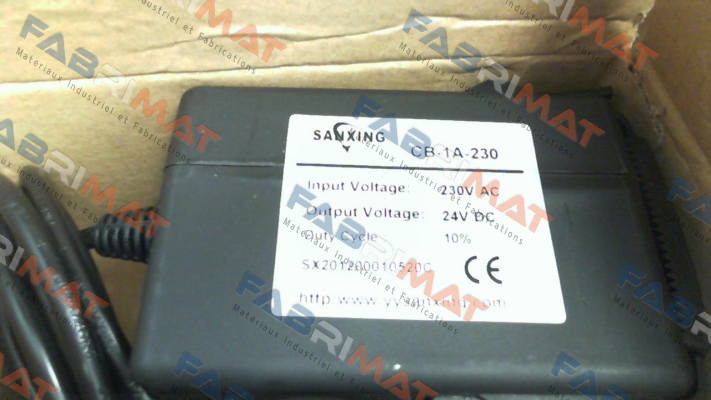 SANXING CB-1A-230
Input Voltage: 230V AC
Output Voltage: 24V DC
Duty Cycle 10%
SX201200010520C CE
FABRIMAT
Materiaux Industriel et Fabrications